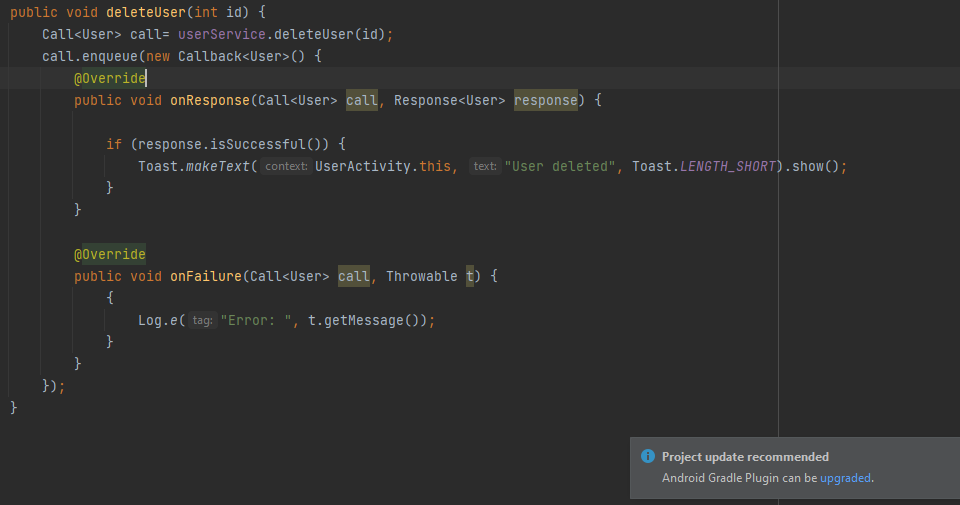 public void deleteUser(int id) {
Call<User> call= userService.deleteUser(id);
call.enqueue(new Callback<User>() {
@Override
public void onResponse(Call<User> call, Response<User> response) {
if (response.isSuccessful()) {
Toast.makeText( context: UserActivity.this, text: "User deleted", Toast.LENGTH_SHORT).show();
}
}
@Override
public void onFailure(Call<User> call, Throwable t) {
{
Log.e( tag: "Error: ", t.getMessage());
}
}
});
}
Project update recommended
Android Gradle Plugin can be upgraded.